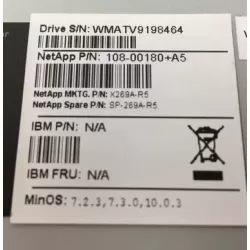 Drive S/N: WMATV9198464
NetApp P/N: 108-00180+A5
NetApp MKTG. P/N: X269A-R5
NetApp Spare P/N: SP-269A-R5
IBM P/N: N/A
IBM FRU: N/A
MinOS: 7.2.3,7.3.0,10.0.3